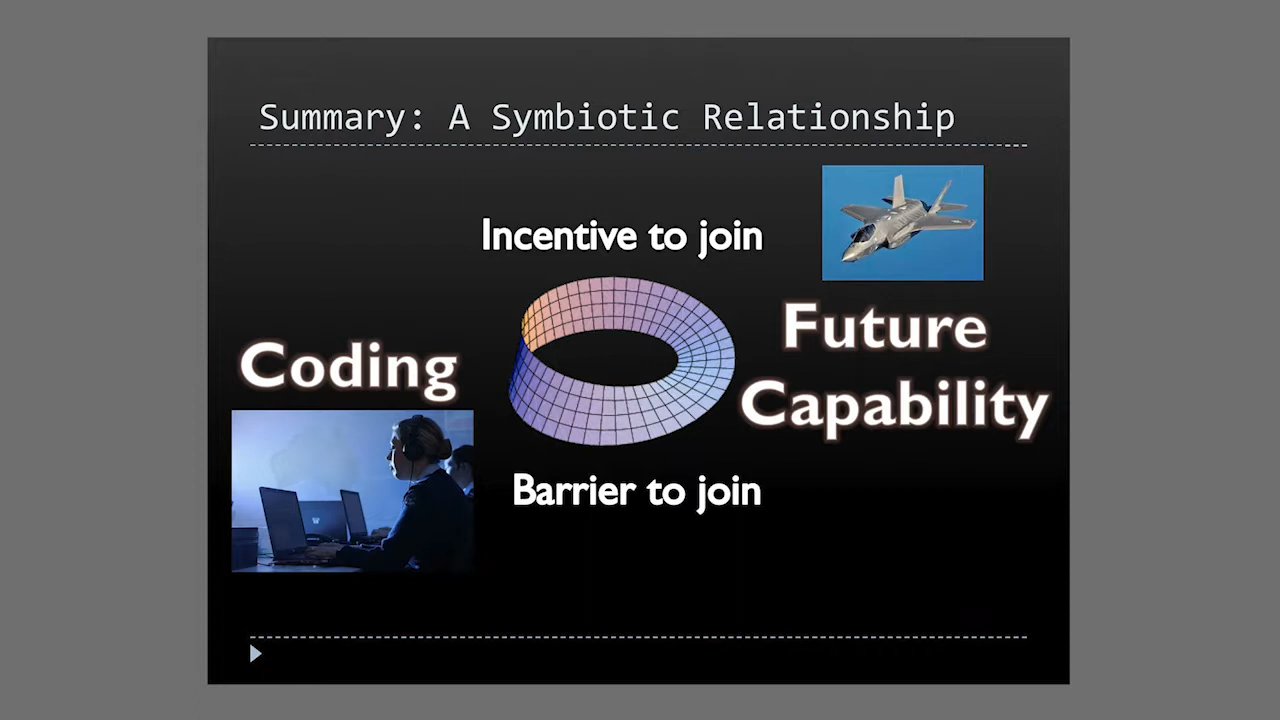 Summary: A Symbiotic Relationship
Incentive to join
Future
Capability
Coding
Barrier to join